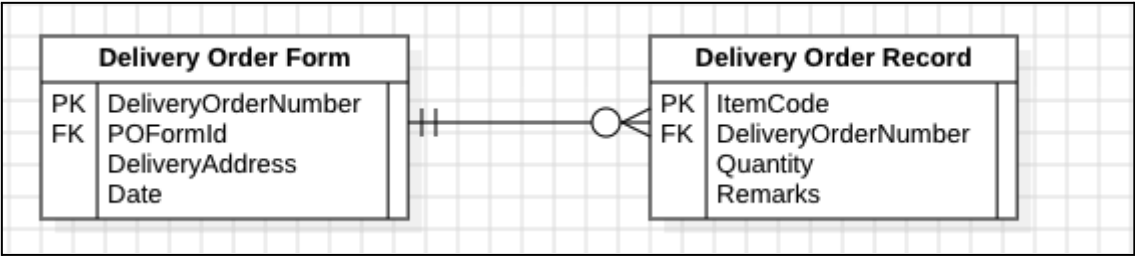 Delivery Order Form
PK DeliveryOrderNumber
FK POFormId
DeliveryAddress
Date
Delivery Order Record
PK ItemCode
FK DeliveryOrderNumber
Quantity
Remarks